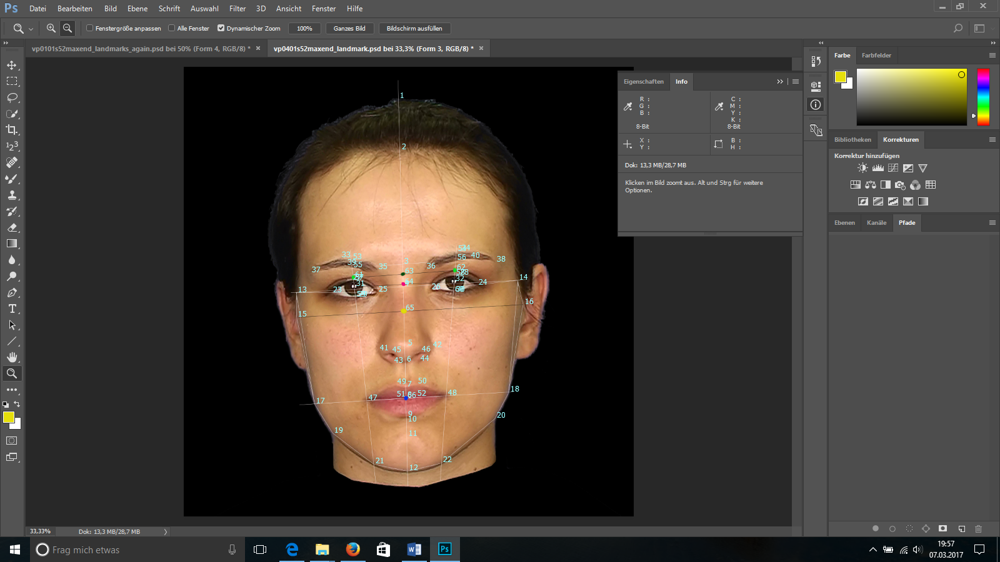 Ps Datei Bearbeiten Bild Ebene Schrift Auswahl Filter 3D Ansicht Fenster Hilfe
Fenstergröße anpassen Alle Fenster Dynamischer Zoom 100% Ganzes Bild Bildschirm ausfüllen
vp0101s52maxend_landmarks_again.psd bei 50% (Form 4, RGB/8) * × vp0401s52maxend_landmark.psd bei 33,3% (Form 3, RGB/8) * ×
Farbe Farbfelder
Eigenschaften Info
R : C :
G : M :
B : Y :
K :
8-Bit 8-Bit
X : B :
Y : H :
Dok: 13,3 MB/28,7 MB
Klicken im Bild zoomt aus. Alt und Strg für weitere
Optionen.
Bibliotheken Korrekturen
Korrektur hinzufügen
Ebenen Kanäle Pfade
1
2
33 53 54 34
39 55 56 40 38
37 35 3 36
63 62
61 28
31 32 14
13 23 25 26 24
16
15 65
5 42
41 45 46
43 6 44
49 7 50
51 52
47 48 18
17
9
10 20
19 11
21 22
12
33,33% Dok: 13,3 MB/28,7 MB
Frag mich etwas
19:57
07.03.2017